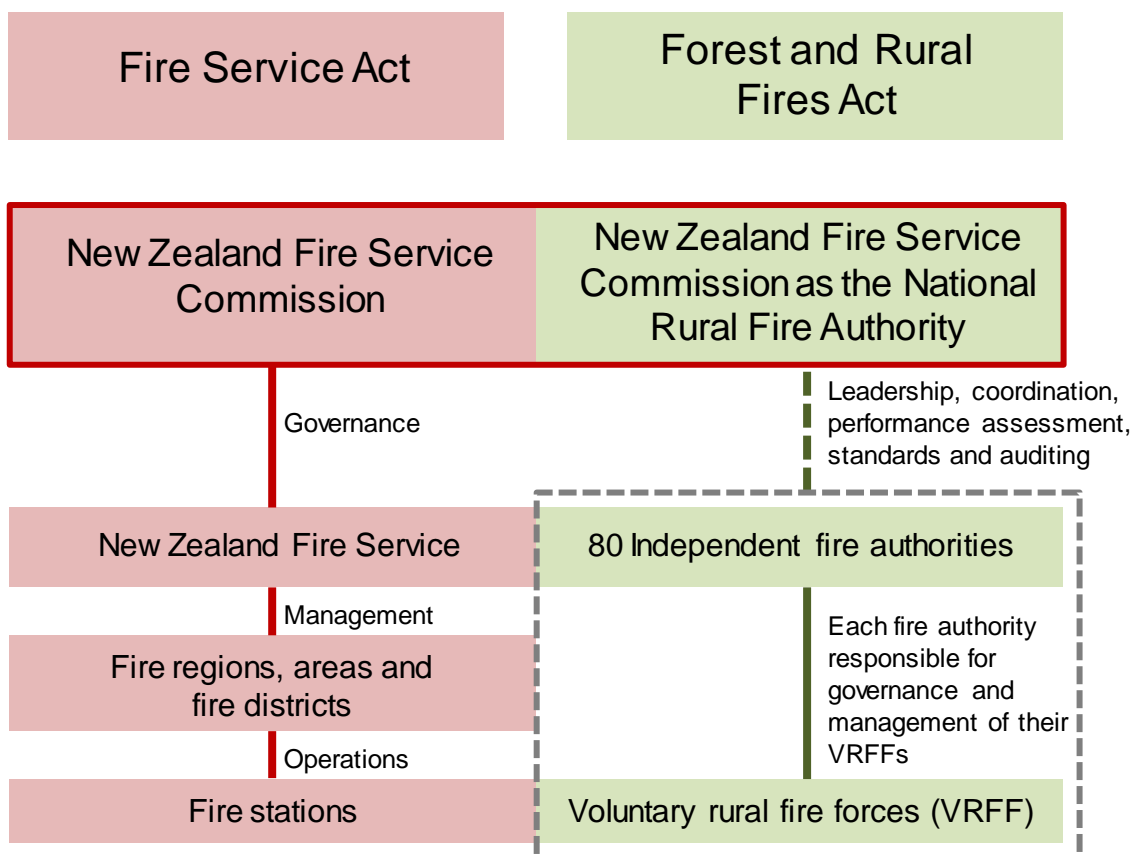 Fire Service Act
Forest and Rural
Fires Act
New Zealand Fire Service
Commission
New Zealand Fire Service
Commission as the National
Rural Fire Authority
Governance
Leadership, coordination,
performance assessment,
standards and auditing
New Zealand Fire Service
80 Independent fire authorities
Management
Each fire authority
responsible for
governance and
management of their
VRFFs
Fire regions, areas and
fire districts
Operations
Fire stations
Voluntary rural fire forces (VRFF)